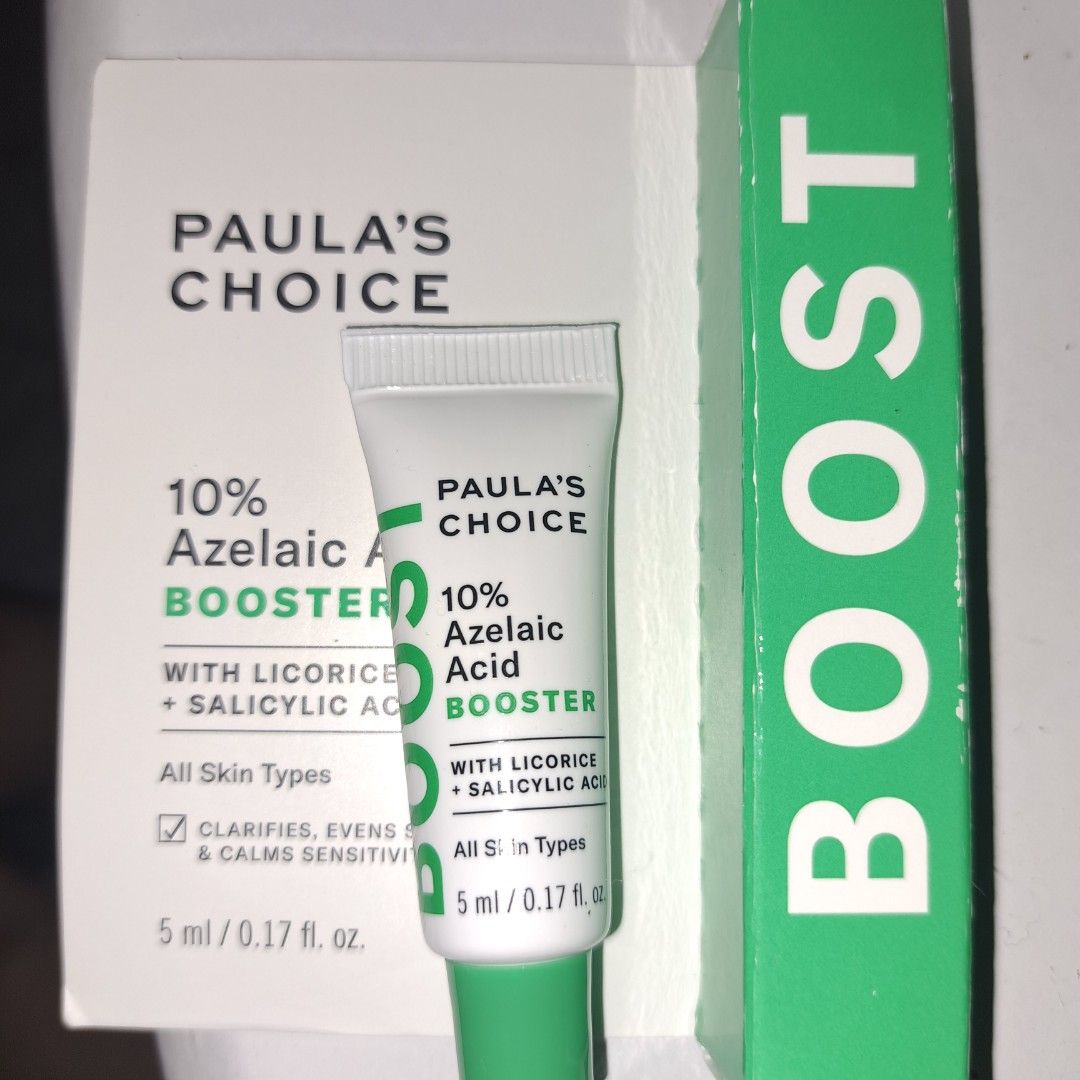 PAULA'S
CHOICE
10%
Azelaic
BOOSTER
WITH LICORICE
+ SALICYLIC
All Skin Types
CLARIFIES, EVENS
& CALMS
5 ml / 0.17 fl. oz.
BOOST
PAULA'S
CHOICE
10%
Azelaic
Acid
BOOSTER
WITH LICORICE
+ SALICYLIC ACID
All Skin Types
5 ml / 0.17 fl. oz.
BOOST